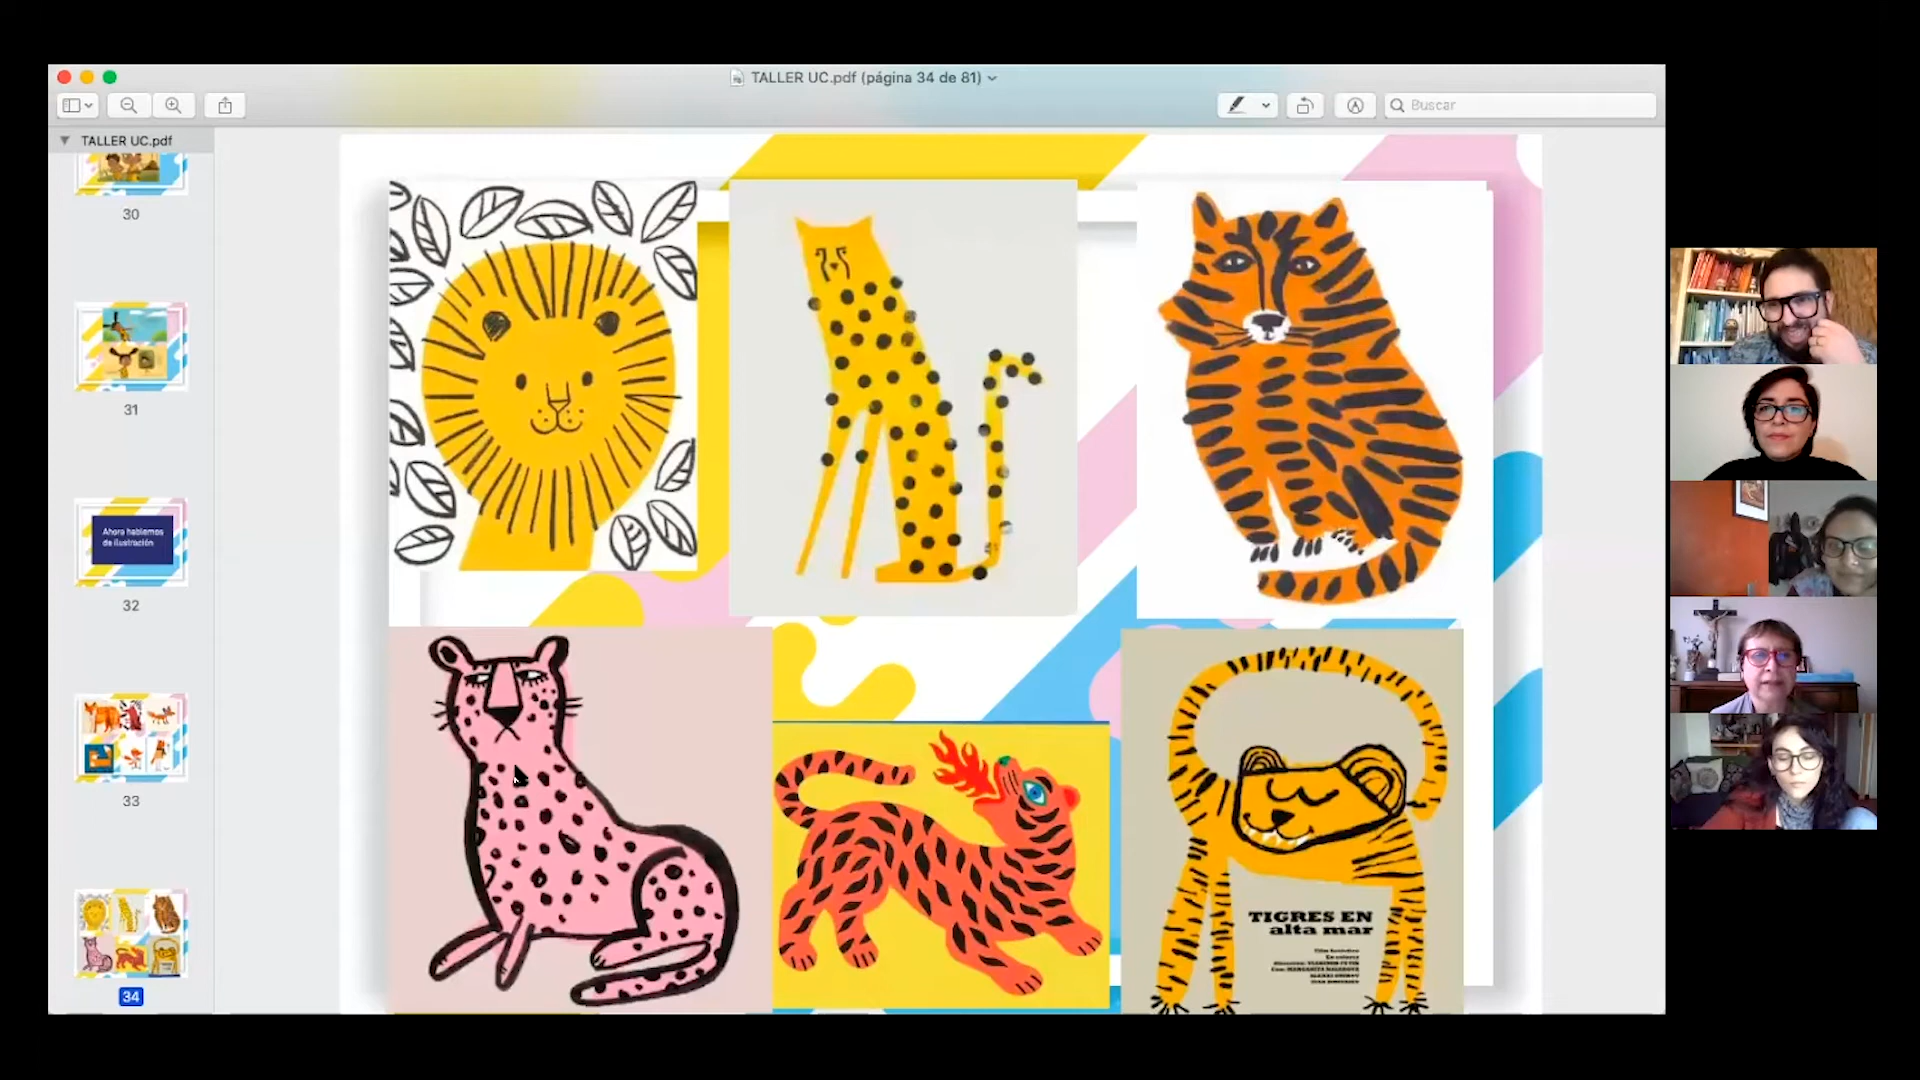 TALLER UC.pdf (página 34 de 81)
Buscar
TALLER UC.pdf
30
31
Ahora hablemos
de ilustración
32
33
34
TIGRES EN
alta mar